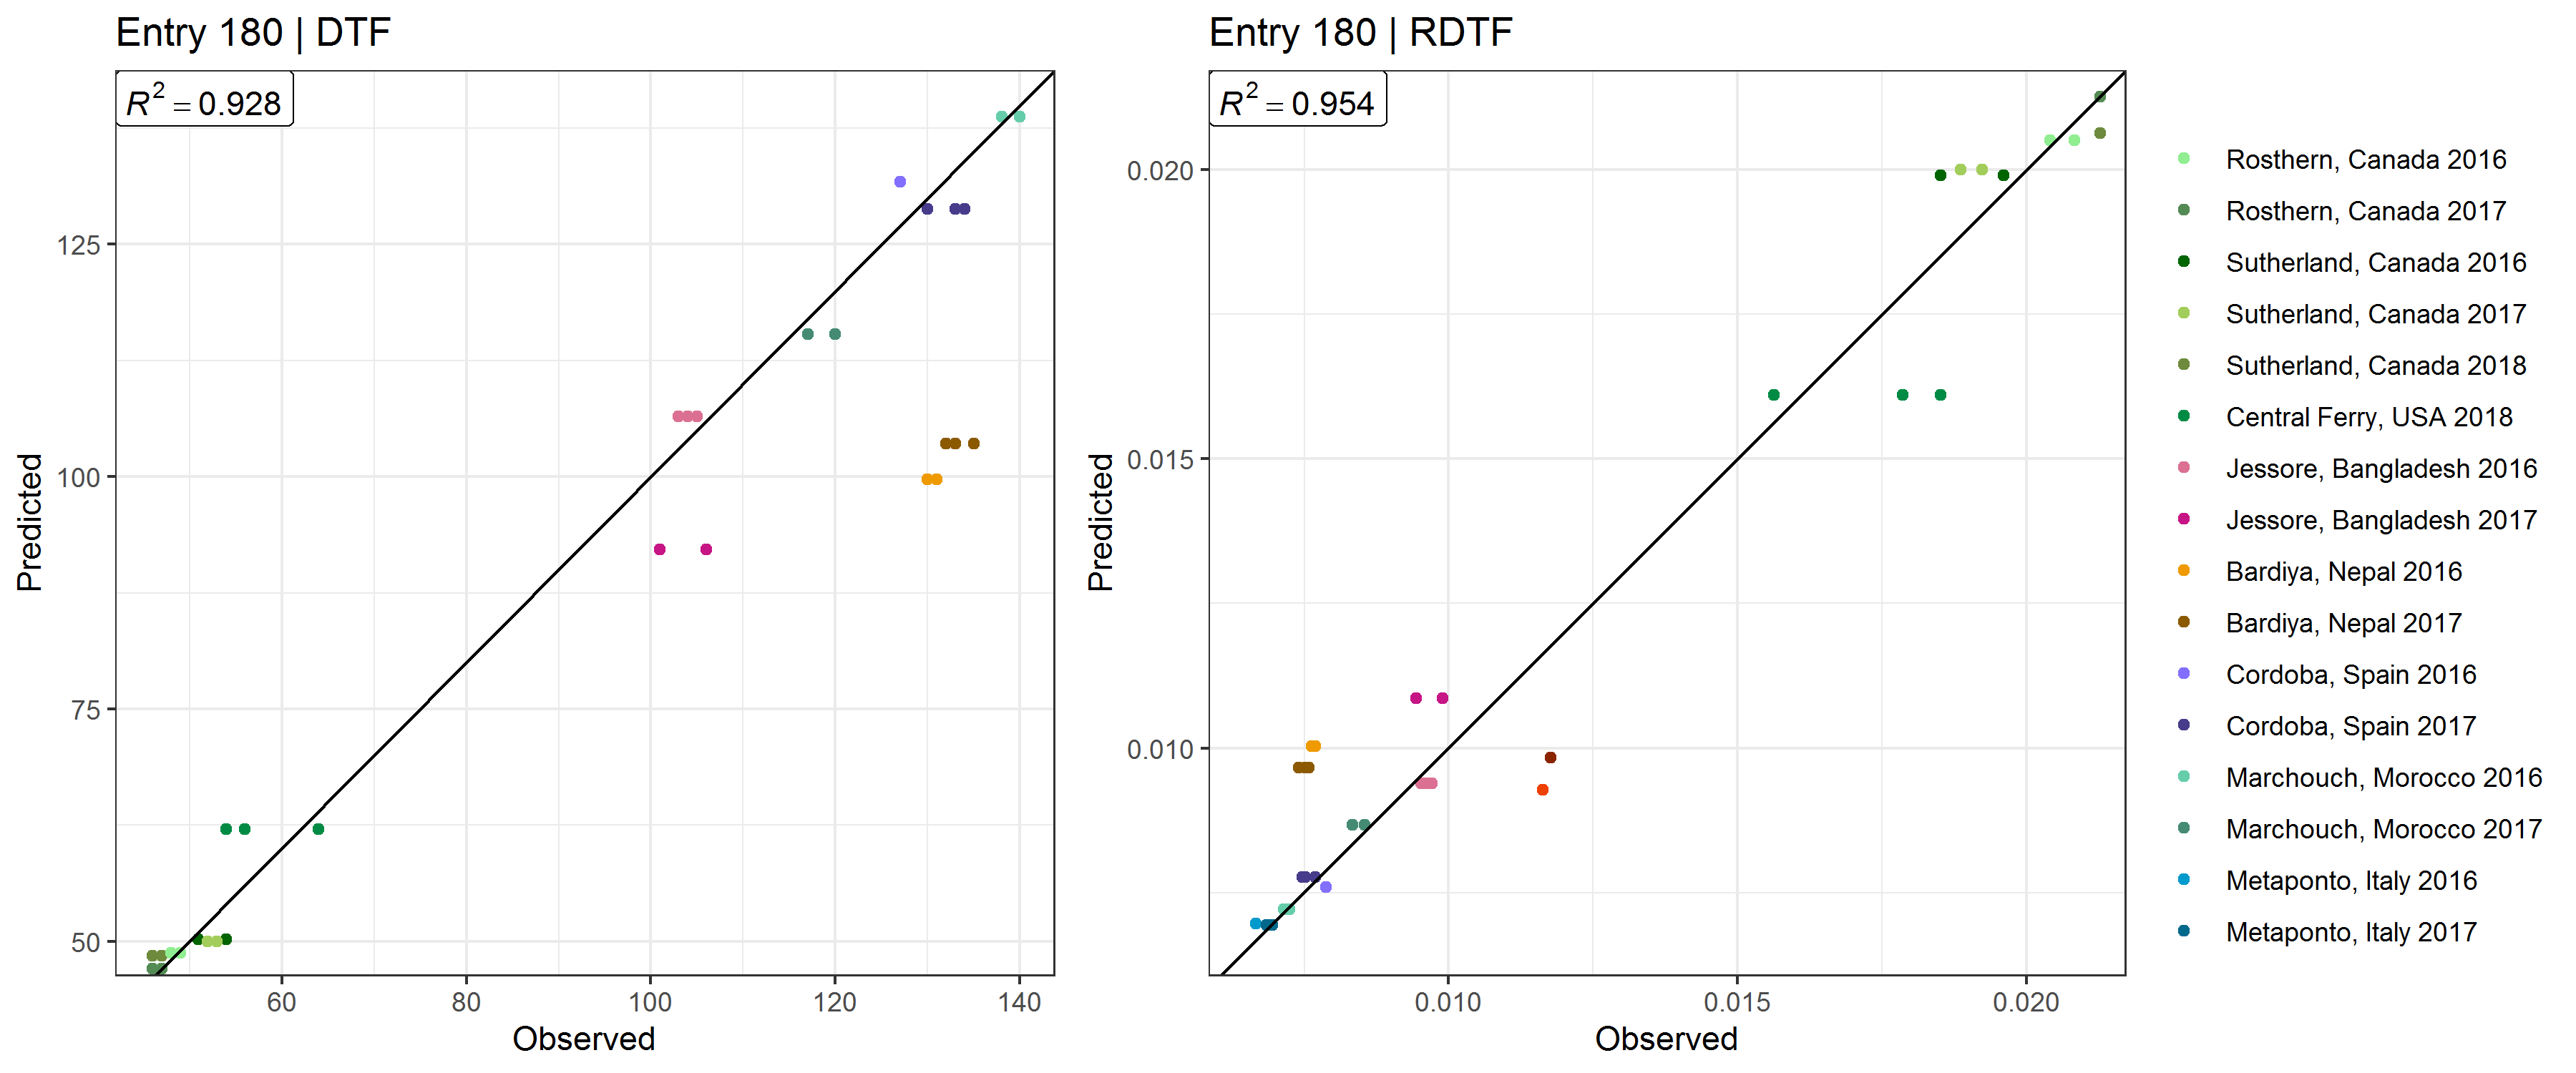 Entry 180 | DTF
R² = 0.928
125
100
75
50
60 80 100 120 140
Predicted
Observed
Entry 180 | RDTF
R² = 0.954
0.020
0.015
0.010
0.010 0.015 0.020
Predicted
Observed
Rosthern, Canada 2016
Rosthern, Canada 2017
Sutherland, Canada 2016
Sutherland, Canada 2017
Sutherland, Canada 2018
Central Ferry, USA 2018
Jessore, Bangladesh 2016
Jessore, Bangladesh 2017
Bardiya, Nepal 2016
Bardiya, Nepal 2017
Cordoba, Spain 2016
Cordoba, Spain 2017
Marchouch, Morocco 2016
Marchouch, Morocco 2017
Metaponto, Italy 2016
Metaponto, Italy 2017